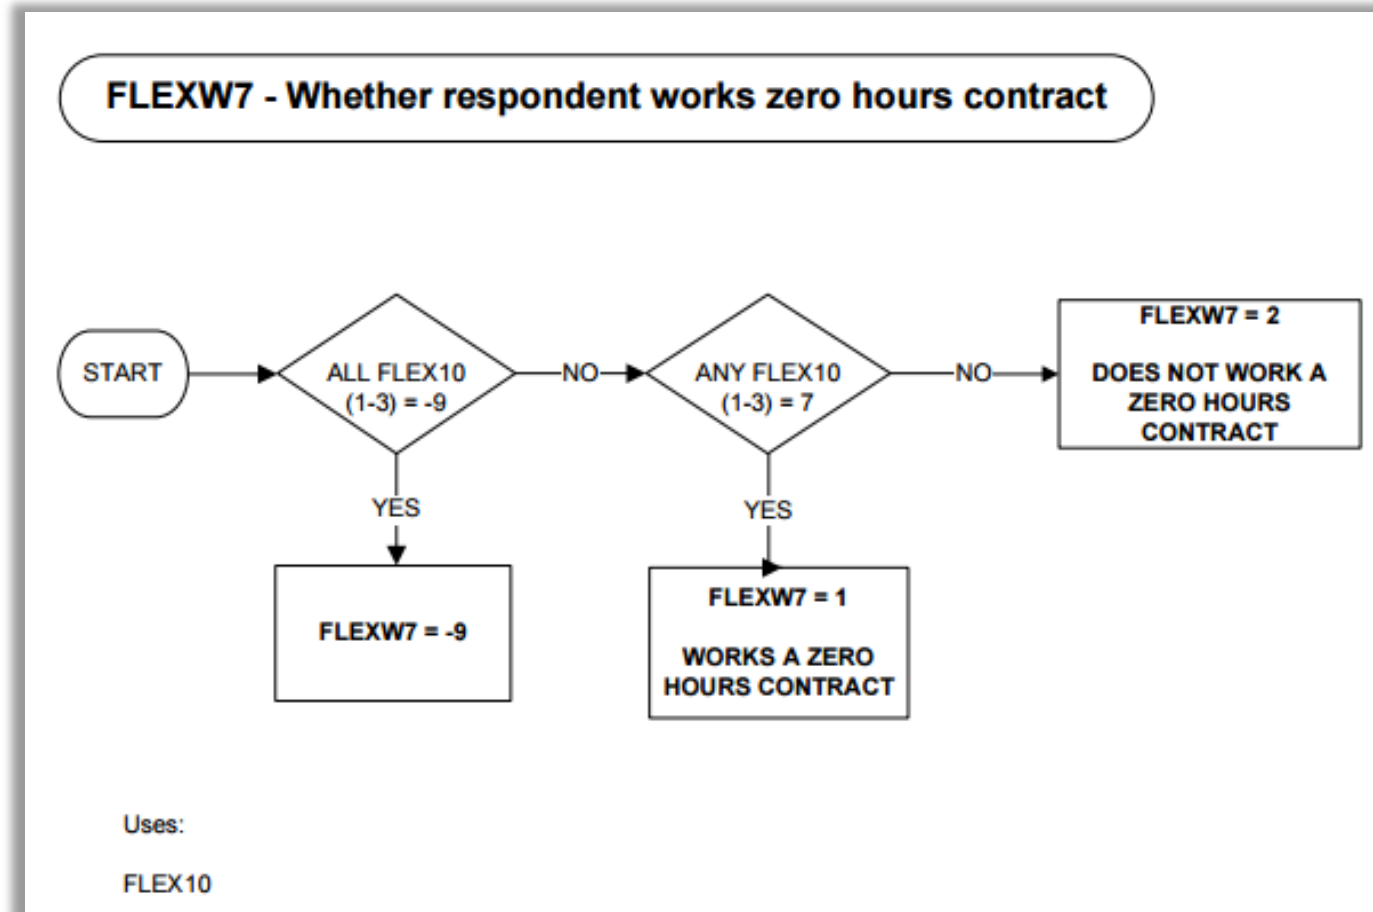 FLEXW7 - Whether respondent works zero hours contract
START
ALL FLEX10
(1-3) = -9
NO
ANY FLEX10
(1-3) = 7
NO
FLEXW7 = 2
DOES NOT WORK A
ZERO HOURS
CONTRACT
YES
YES
FLEXW7 = -9
FLEXW7 = 1
WORKS A ZERO
HOURS CONTRACT
Uses:
FLEX10